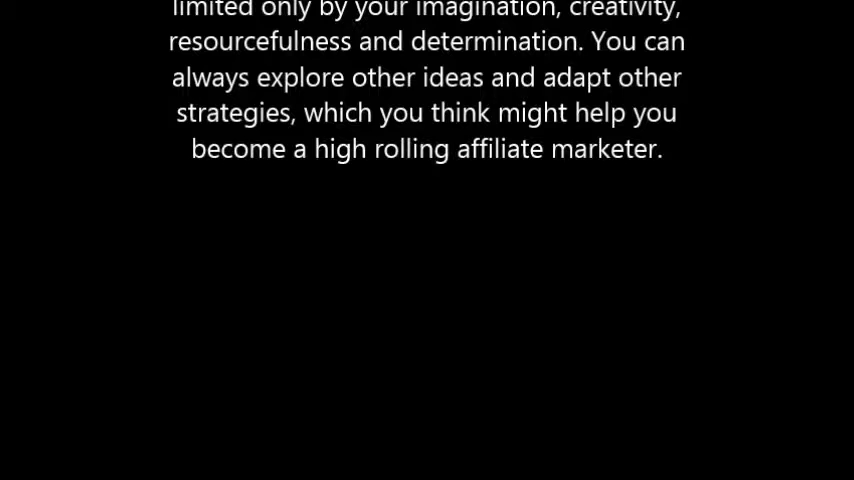 limited only by your imagination, creativity,
resourcefulness and determination. You can
always explore other ideas and adapt other
strategies, which you think might help you
become a high rolling affiliate marketer.